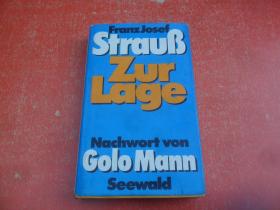 Franz Josef
Strauß
Zur
Lage
Nachwort von
Golo Mann
Seewald